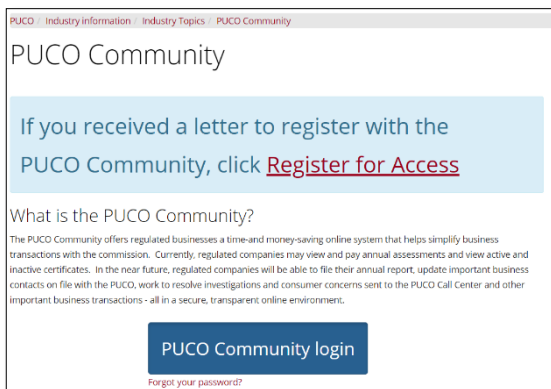 PUCO / Industry information / Industry Topics / PUCO Community
PUCO Community
If you received a letter to register with the
PUCO Community, click Register for Access
What is the PUCO Community?
The PUCO Community offers regulated businesses a time-and money-saving online system that helps simplify business
transactions with the commission. Currently, regulated companies may view and pay annual assessments and view active and
inactive certificates. In the near future, regulated companies will be able to file their annual report, update important business
contacts on file with the PUCO, work to resolve investigations and consumer concerns sent to the PUCO Call Center and other
important business transactions - all in a secure, transparent online environment.
PUCO Community login
Forgot your password?